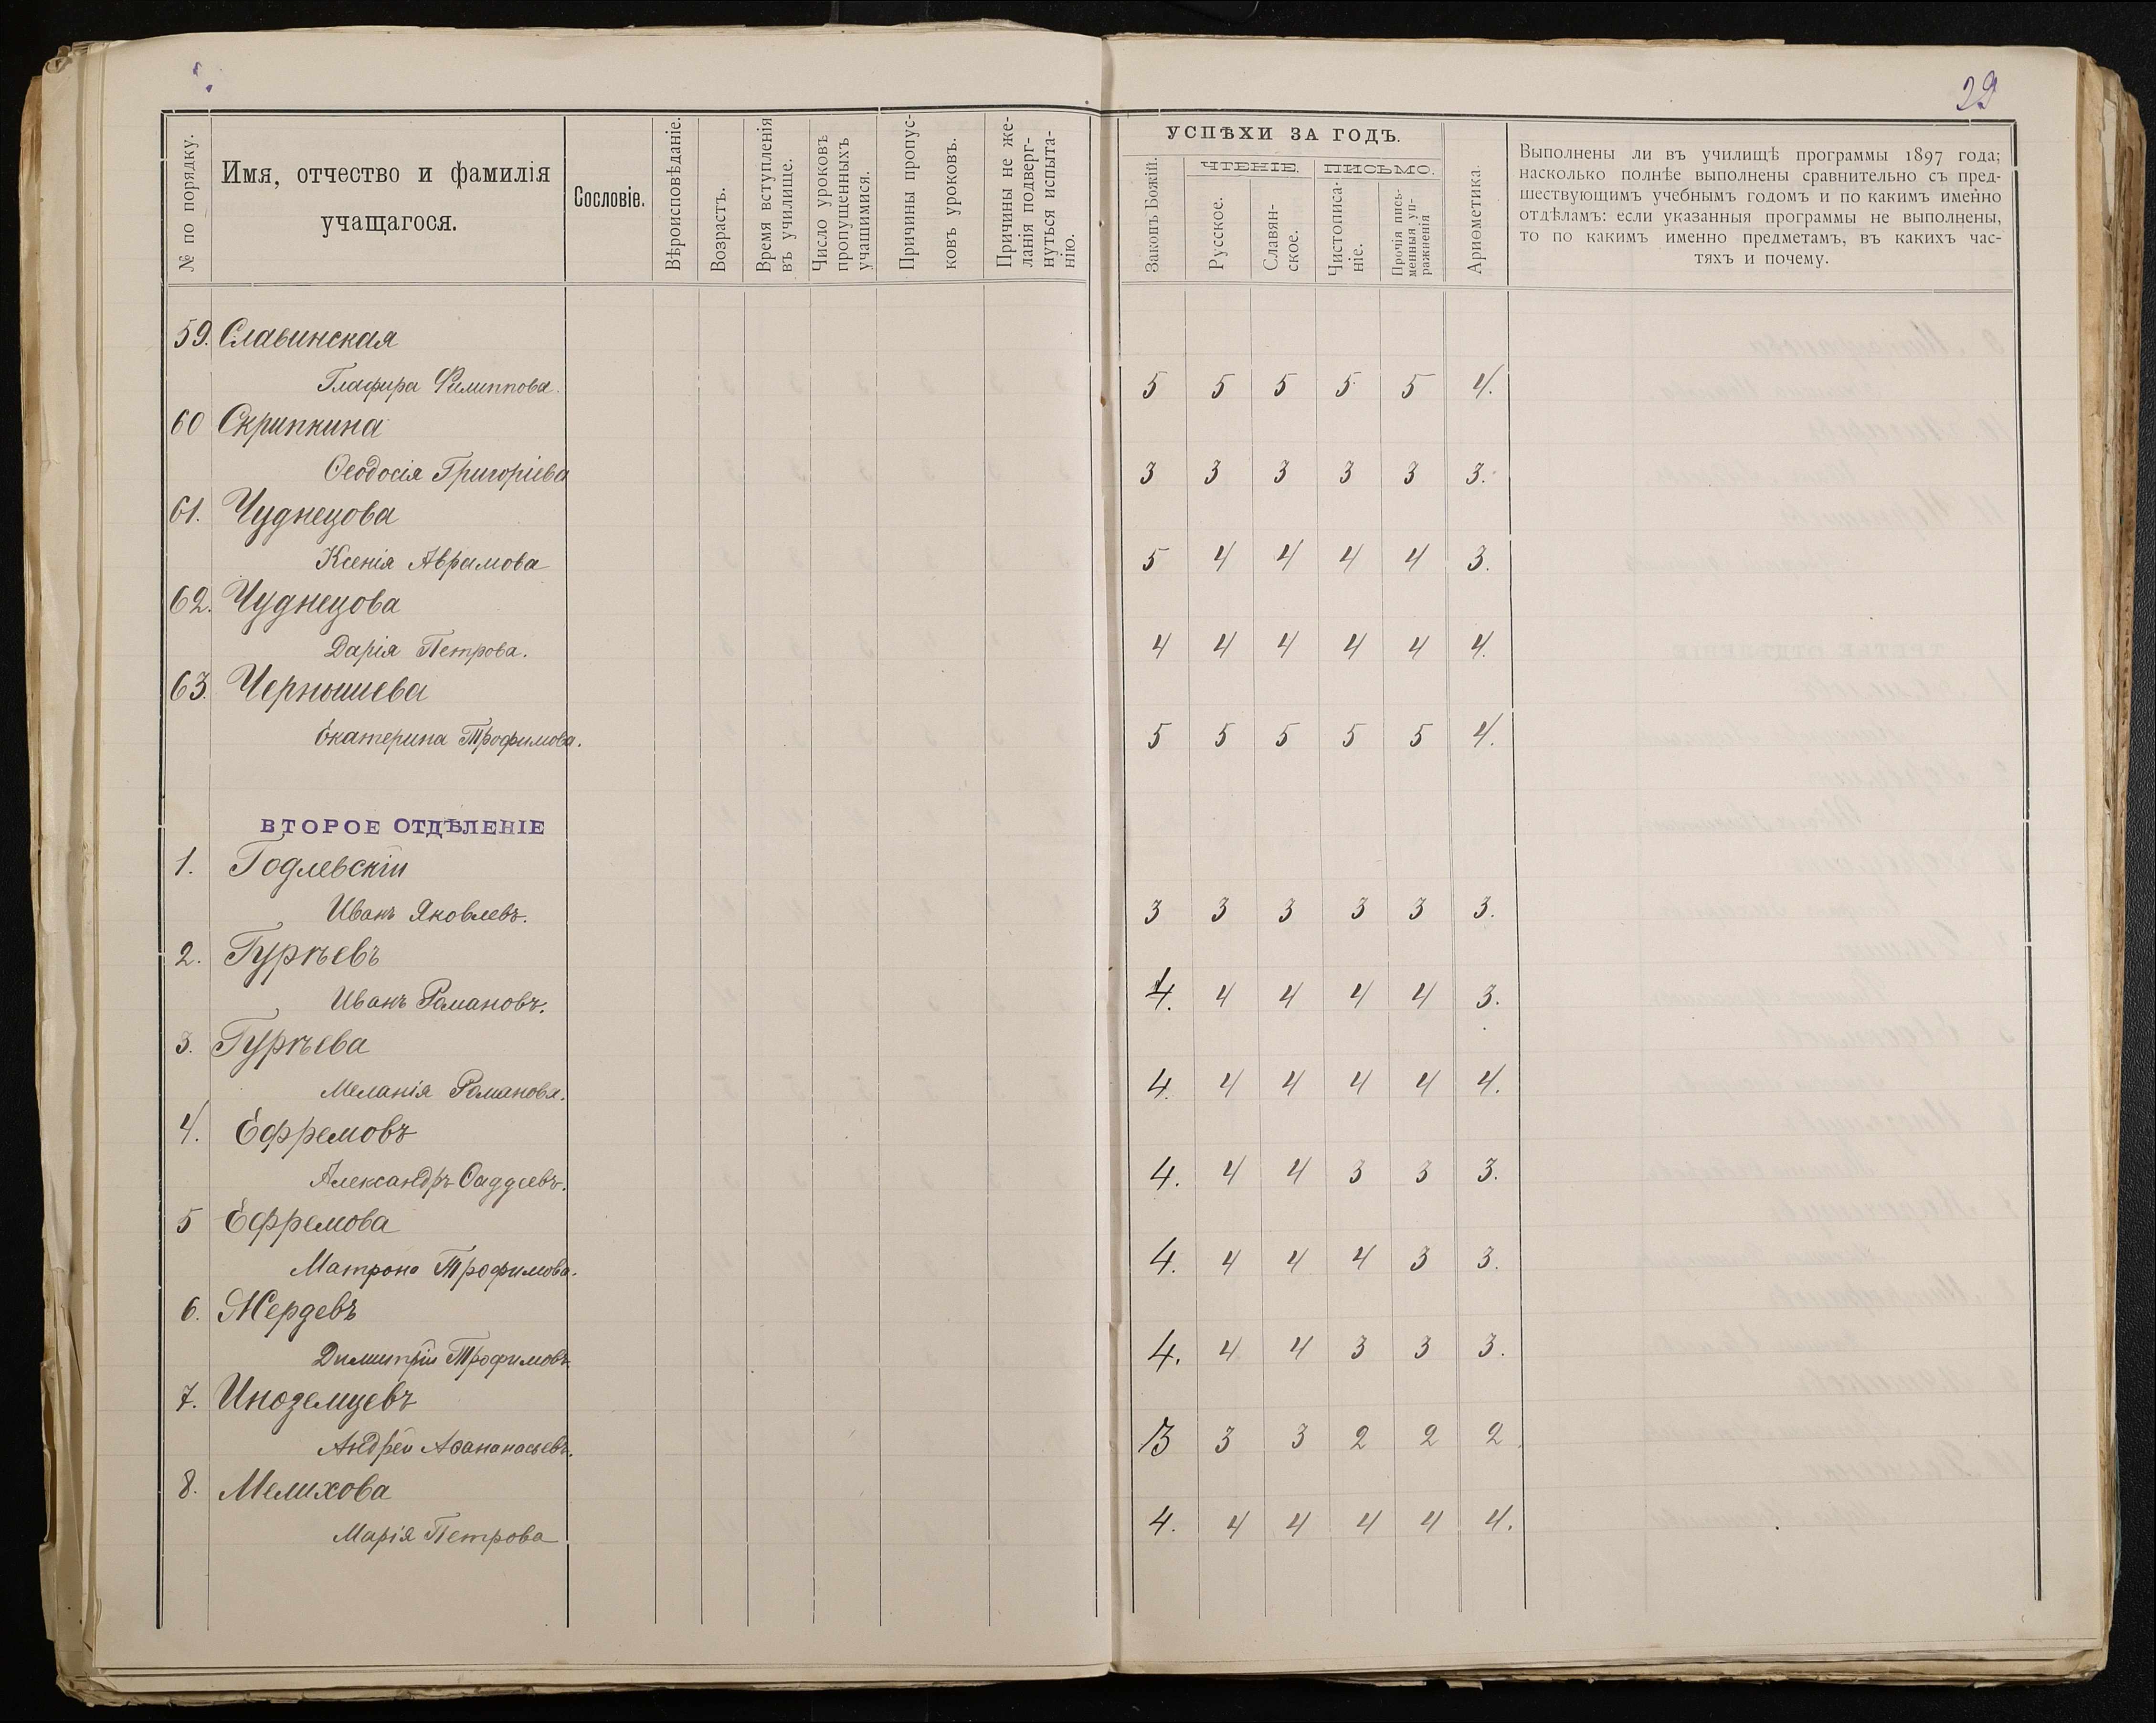 29
№ по порядку.
Имя, отчество и фамилія
учащагося.
Сословіе.
Вѣроисповѣданіе.
Возрастъ.
Время вступленія
въ училище.
Число уроковъ
пропущенныхъ
учащимися.
Причины пропус-
ковъ уроковъ.
Причины не же-
ланія подверг-
нуться испыта-
нію.
УСПѢХИ ЗА ГОДЪ.
Законъ Божій.
ЧТЕНІЕ.
Русское.
Славян-
ское.
ПИСЬМО.
Чистописа-
ніе.
Прочія пись-
менныя уп-
ражненія
Ариѳметика.
Выполнены ли въ училищѣ программы 1897 года;
насколько полнѣе выполнены сравнительно съ пред-
шествующимъ учебнымъ годомъ и по какимъ именно
отдѣламъ: если указанныя программы не выполнены,
то по какимъ именно предметамъ, въ какихъ час-
тяхъ и почему.
59. Славинская
Глафира Филиппова. 5 5 5 5 5 4.
60 Скрипкина
Ѳеодосія Григоріева 3 3 3 3 3 3.
61. Чуднецова
Ксенія Аврамова 5 4 4 4 4 3.
62. Чуднецова
Дарія Петрова. 4 4 4 4 4 4.
63. Чернышева
Екатерина Трофимова. 5 5 5 5 5 4.
ВТОРОЕ ОТДѢЛЕНІЕ
1. Годлевскій
Иванъ Яковлевъ. 3 3 3 3 3 3.
2. Гурѣевъ
Иванъ Романовъ. 4. 4 4 4 4 3.
3. Гурѣева
Меланія Романова. 4. 4 4 4 4 4.
4. Ефремовъ
Александръ Ѳаддеевъ. 4. 4 4 3 3 3.
5 Ефремова
Матрона Трофимова. 4. 4 4 4 3 3.
6. Жердевъ
Димитрій Трофимовъ 4. 4 4 3 3 3.
7. Иноземцевъ
Андрей Аѳанасьевъ. 3 3 3 2 2 2.
8. Мелихова
Марія Петрова 4. 4 4 4 4 4.